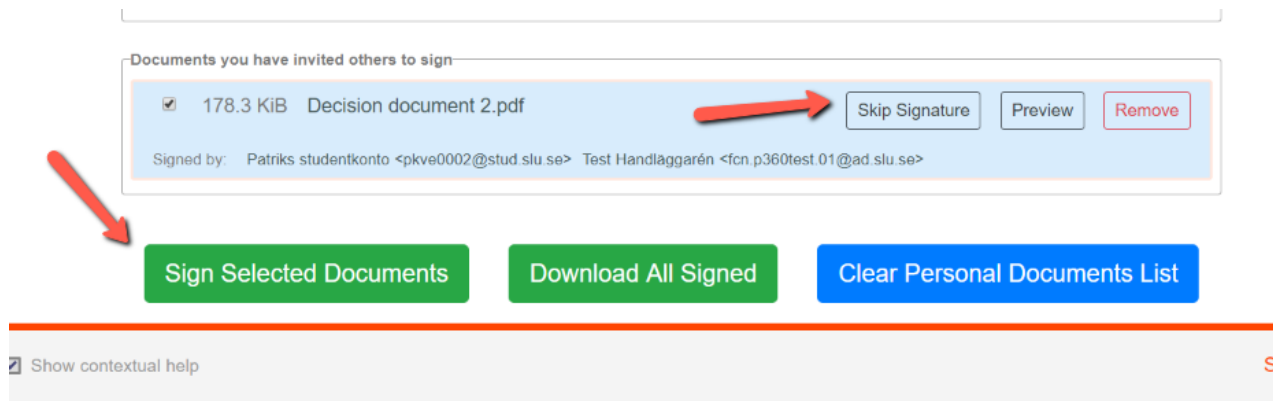 Documents you have invited others to sign
178.3 KiB Decision document 2.pdf Skip Signature Preview Remove
Signed by: Patriks studentkonto <pkve0002@stud.slu.se> Test Handläggarén <fcn.p360test.01@ad.slu.se>
Sign Selected Documents Download All Signed Clear Personal Documents List
Show contextual help S